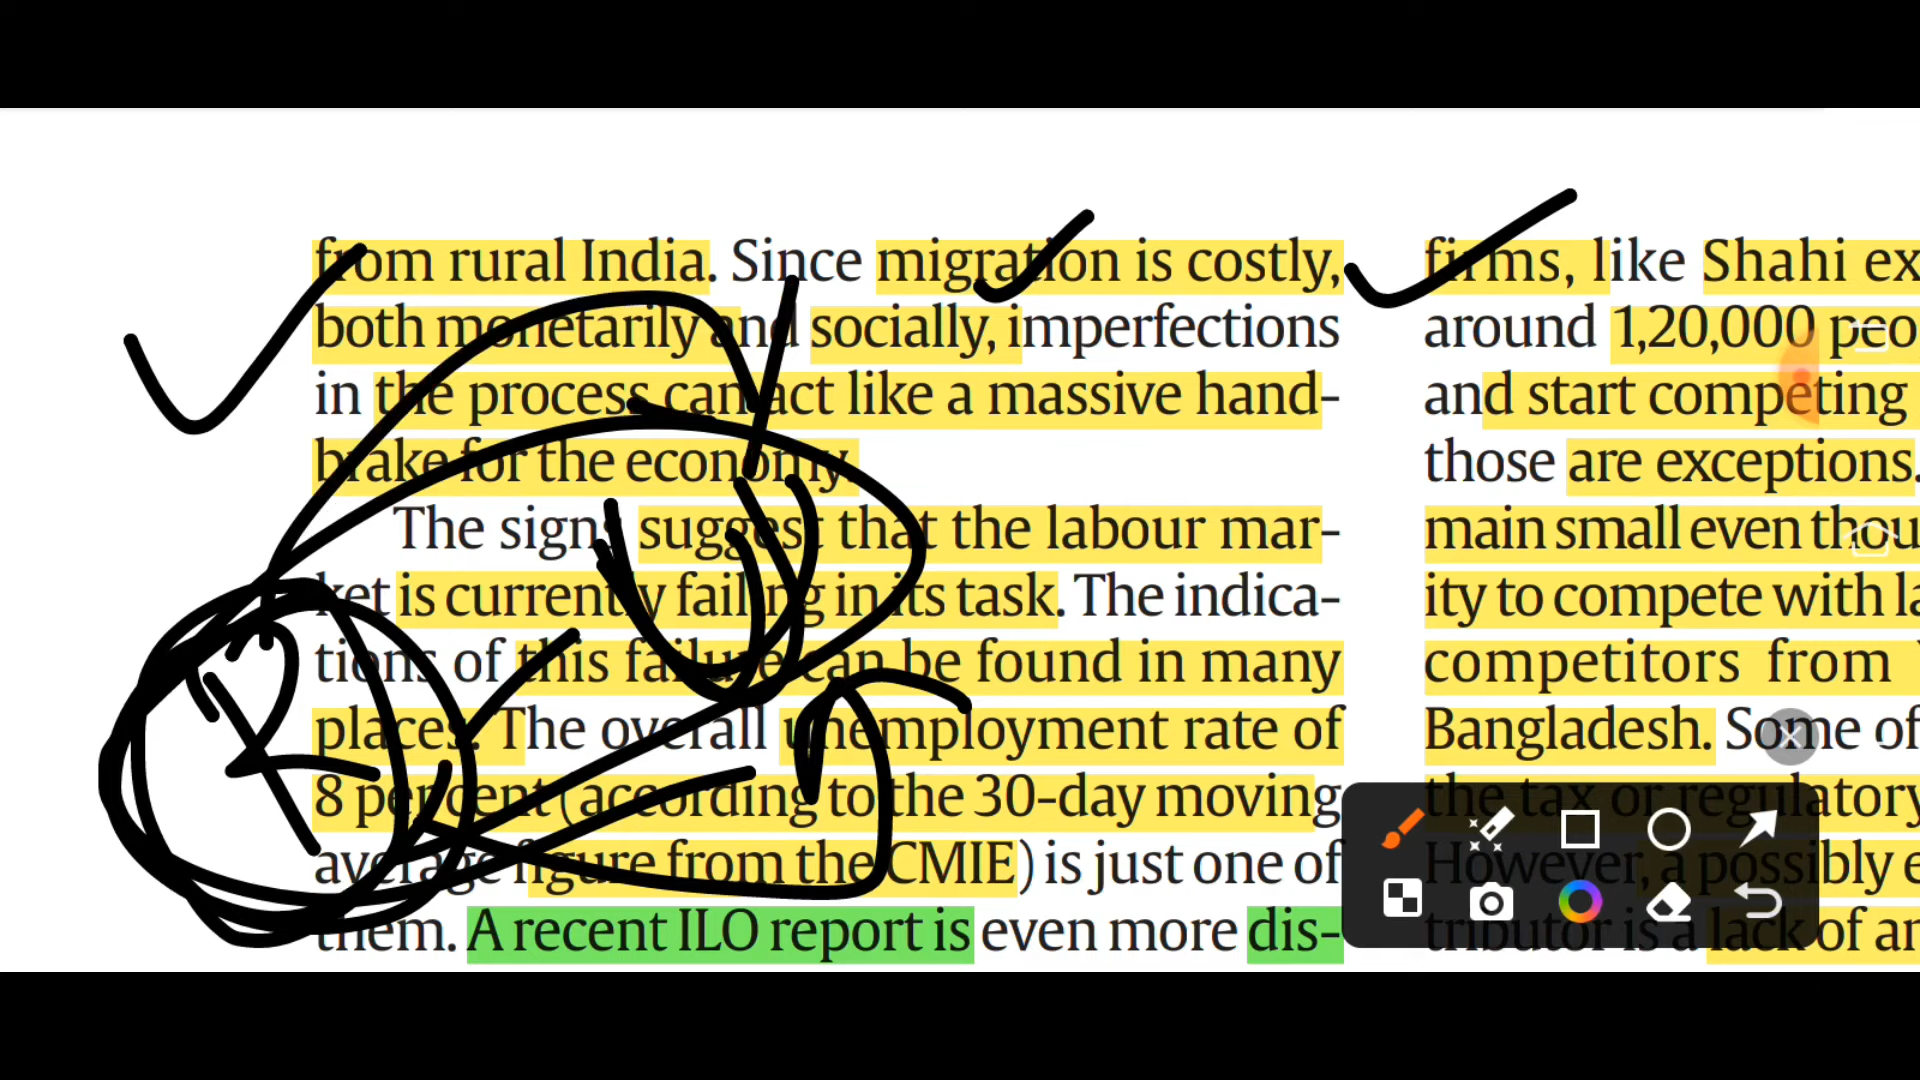 from rural India. Since migration is costly,
both monetarily and socially, imperfections
in the process can act like a massive hand-
brake for the economy.
The signs suggest that the labour mar-
ket is currently failing in its task. The indica-
tions of this failure can be found in many
places. The overall unemployment rate of
8 per cent (according to the 30-day moving
average figure from the CMIE) is just one of
them. A recent ILO report is even more dis-
firms, like Shahi ex
around 1,20,000 peo
and start competing
those are exceptions.
main small even thou
ity to compete with la
competitors from
Bangladesh. Some of
the tax or regulatory
However, a possibly e
tributor is a lack of an
R